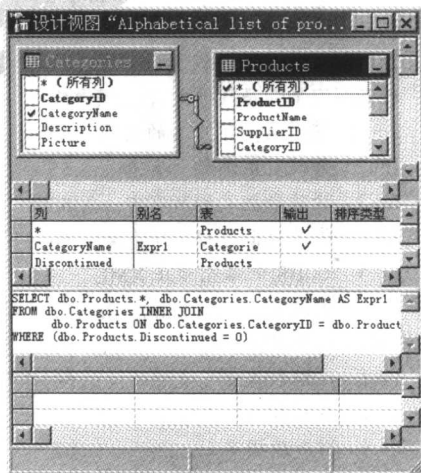 设计视图“Alphabetical list of pro...
Categories
* （所有列）
CategoryID
CategoryName
Description
Picture
Products
* （所有列）
ProductID
ProductName
SupplierID
CategoryID
列 别名 表 输出 排序类型
* Products
CategoryName Expr1 Categorie
Discontinued Products
SELECT dbo.Products.*, dbo.Categories.CategoryName AS Expr1
FROM dbo.Categories INNER JOIN
dbo.Products ON dbo.Categories.CategoryID = dbo.Product
WHERE (dbo.Products.Discontinued = 0)